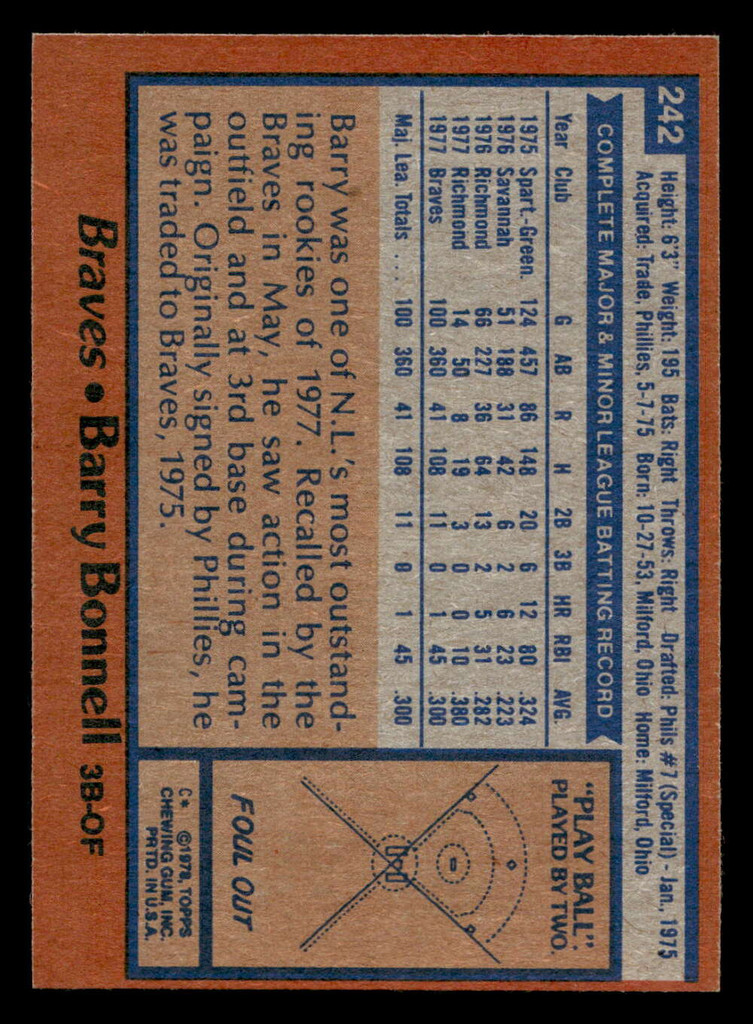 242
Height: 6'3" Weight: 195 Bats: Right Throws: Right -Drafted: Phils #7 (Special) - Jan., 1975
Acquired: Trade, Phillies, 5-7-75 Born: 10-27-53, Milford, Ohio Home: Milford, Ohio
COMPLETE MAJOR & MINOR LEAGUE BATTING RECORD
Year Club G AB R H 2B 3B HR RBI AVG.
1975 Spart.-Green. 124 457 86 148 20 6 12 80 .324
1976 Savannah 51 188 31 42 6 2 6 23 .223
1976 Richmond 66 227 36 64 13 2 5 31 .282
1977 Richmond 14 50 8 19 3 0 0 10 .380
1977 Braves 100 360 41 108 11 0 1 45 .300
Maj. Lea. Totals ... 100 360 41 108 11 0 1 45 .300
Barry was one of N.L.'s most outstand-
ing rookies of 1977. Recalled by the
Braves in May, he saw action in the
outfield and at 3rd base during cam-
paign. Originally signed by Phillies, he
was traded to Braves, 1975.
"PLAY BALL"
PLAYED BY TWO.
FOUL OUT
C* ©1978, TOPPS
CHEWING GUM, INC.
PRTD. IN U.S.A.
Braves • Barry Bonnell 3B-OF